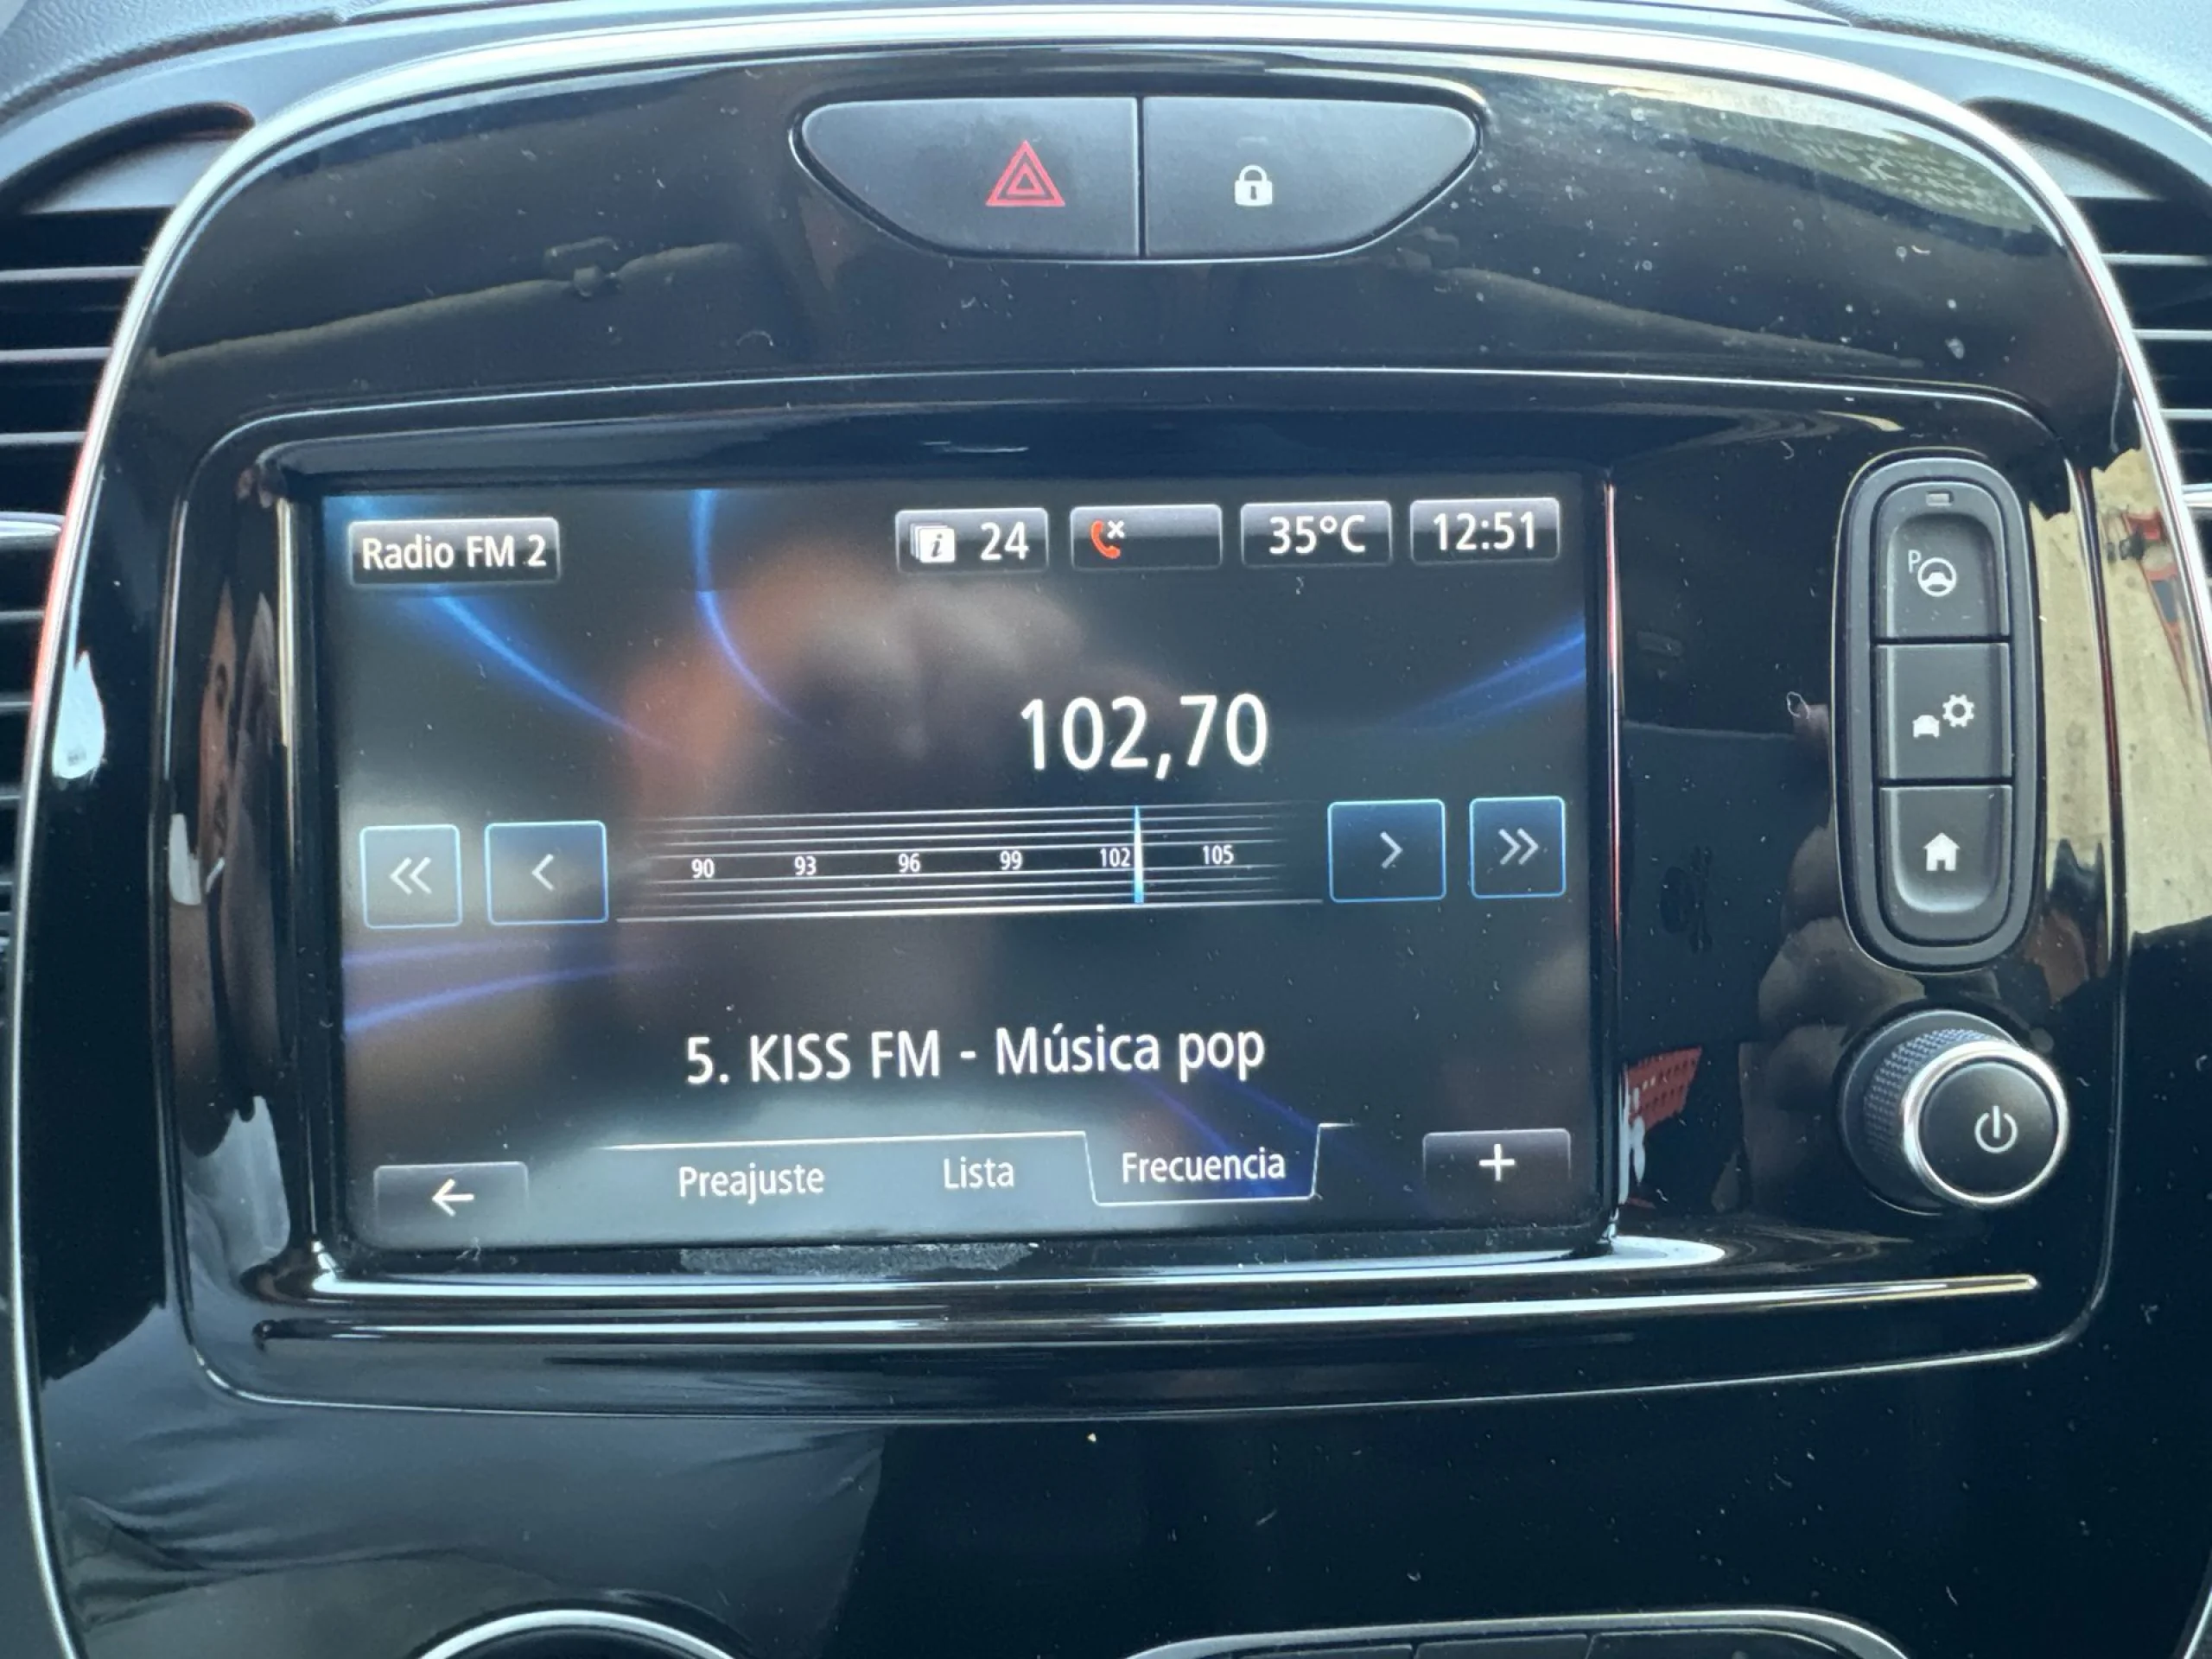 Radio FM 2
i 24
35°C
12:51
102,70
90 93 96 99 102 105
5. KISS FM - Música pop
Preajuste Lista Frecuencia
P